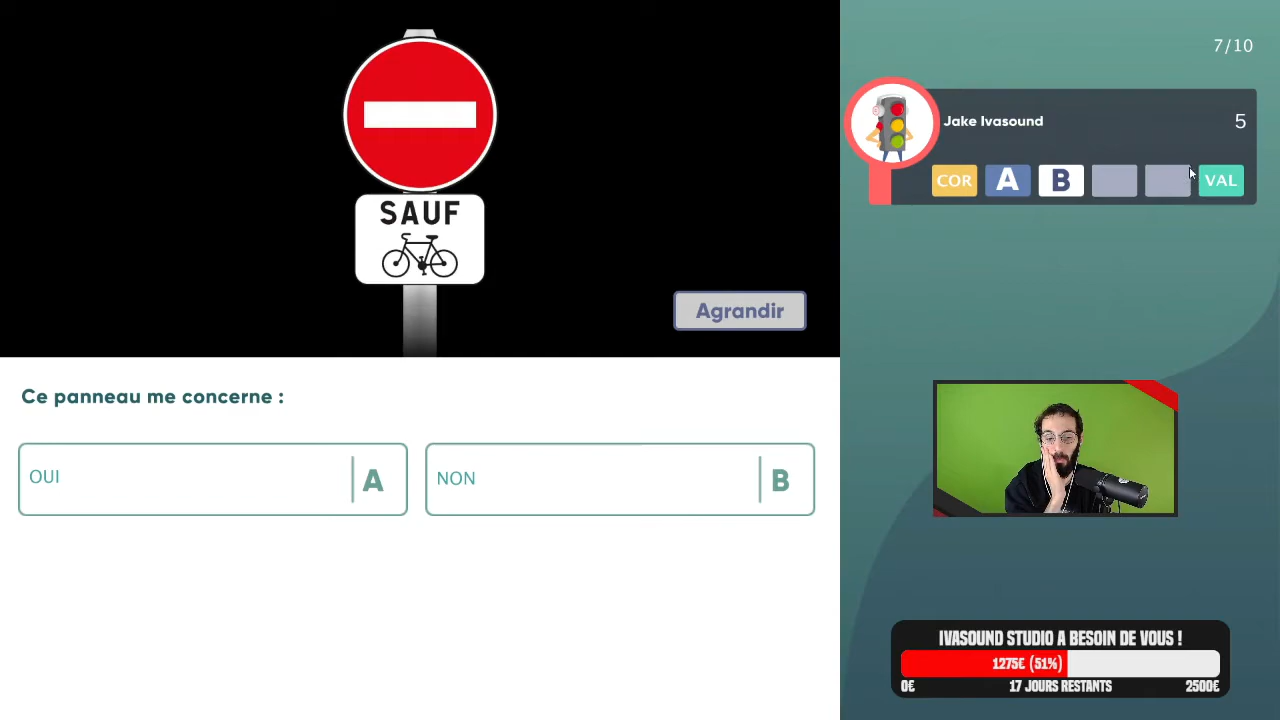 SAUF
Agrandir
Ce panneau me concerne :
OUI
A
NON
B
7/10
Jake Ivasound
5
COR
A
B
VAL
IVASOUND STUDIO A BESOIN DE VOUS !
1275€ (51%)
0€
17 JOURS RESTANTS
2500€